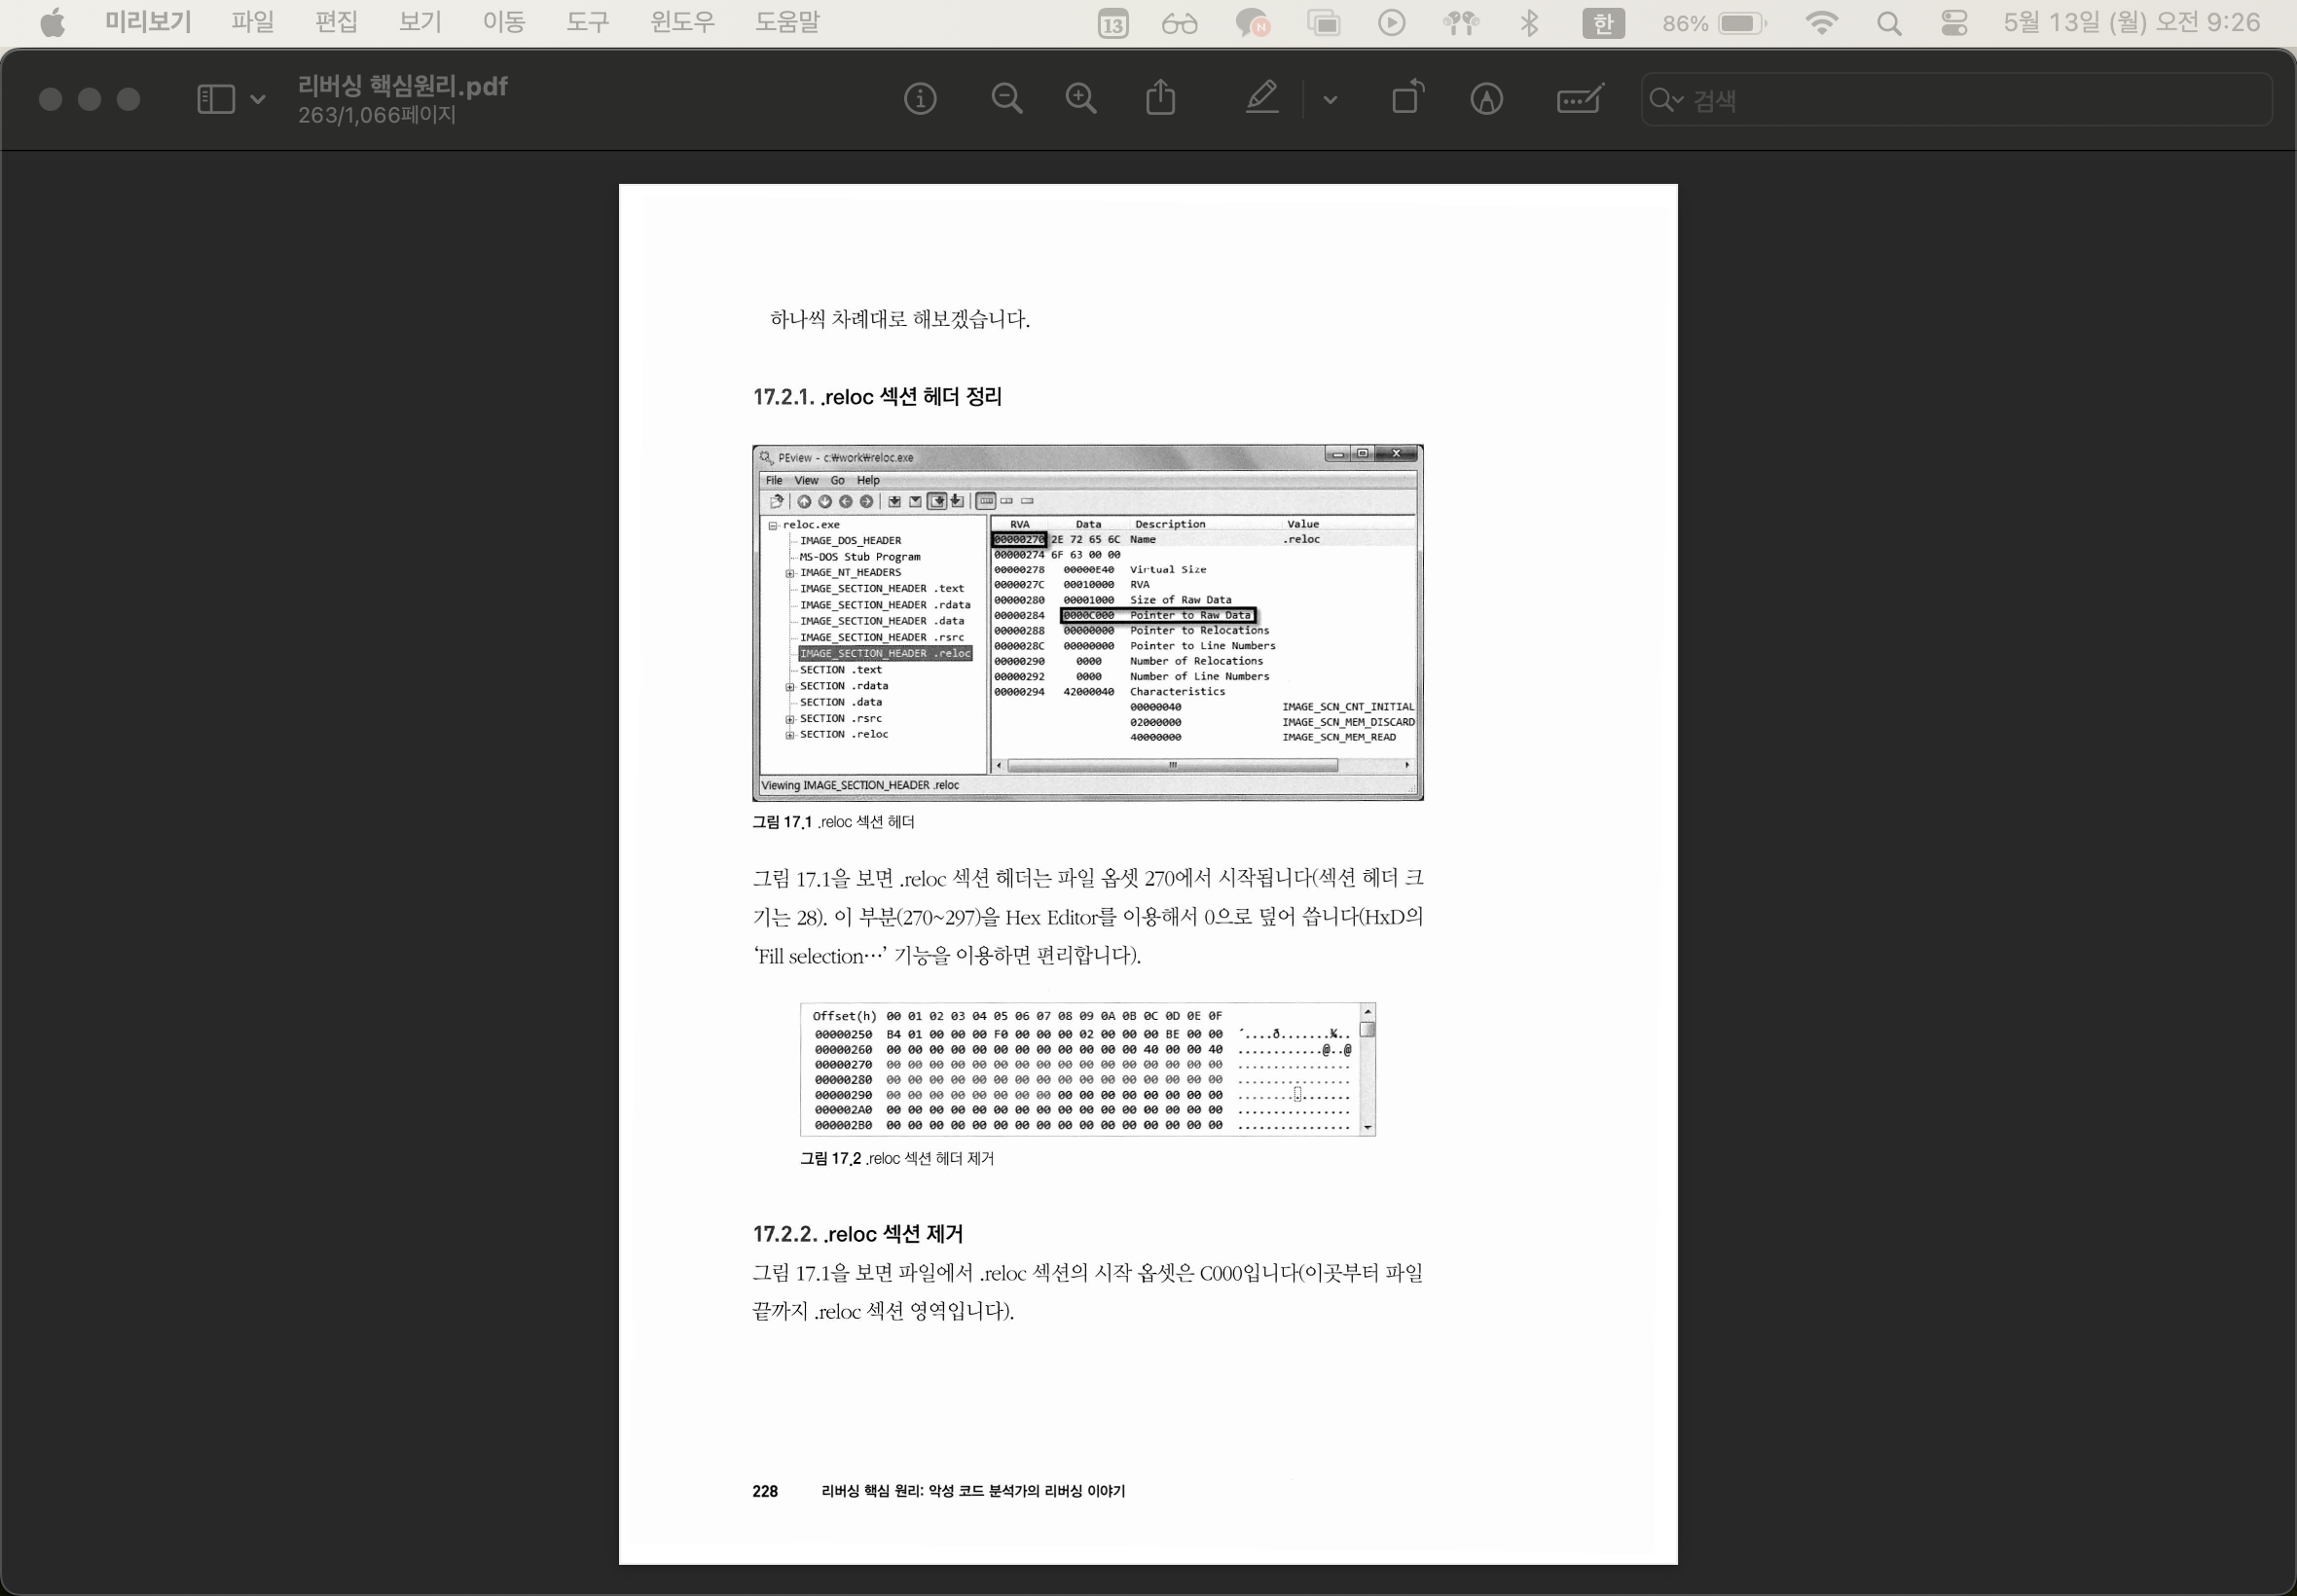 미리보기 파일 편집 보기 이동 도구 윈도우 도움말 13 N 한 86% 5월 13일 (월) 오전 9:26
리버싱 핵심원리.pdf
263/1,066페이지
검색
하나씩 차례대로 해보겠습니다.
17.2.1. .reloc 섹션 헤더 정리
PEview - c:₩work₩reloc.exe
File View Go Help
reloc.exe
IMAGE_DOS_HEADER
MS-DOS Stub Program
IMAGE_NT_HEADERS
IMAGE_SECTION_HEADER .text
IMAGE_SECTION_HEADER .rdata
IMAGE_SECTION_HEADER .data
IMAGE_SECTION_HEADER .rsrc
IMAGE_SECTION_HEADER .reloc
SECTION .text
SECTION .rdata
SECTION .data
SECTION .rsrc
SECTION .reloc
RVA Data Description Value
00000270 2E 72 65 6C Name .reloc
00000274 6F 63 00 00
00000278 00000E40 Virtual Size
0000027C 00010000 RVA
00000280 00001000 Size of Raw Data
00000284 0000C000 Pointer to Raw Data
00000288 00000000 Pointer to Relocations
0000028C 00000000 Pointer to Line Numbers
00000290 0000 Number of Relocations
00000292 0000 Number of Line Numbers
00000294 42000040 Characteristics
00000040 IMAGE_SCN_CNT_INITIAL
02000000 IMAGE_SCN_MEM_DISCARD
40000000 IMAGE_SCN_MEM_READ
Viewing IMAGE_SECTION_HEADER .reloc
그림 17.1 .reloc 섹션 헤더
그림 17.1을 보면 .reloc 섹션 헤더는 파일 옵셋 270에서 시작됩니다(섹션 헤더 크
기는 28). 이 부분(270~297)을 Hex Editor를 이용해서 0으로 덮어 씁니다(HxD의
‘Fill selection…’ 기능을 이용하면 편리합니다).
Offset(h) 00 01 02 03 04 05 06 07 08 09 0A 0B 0C 0D 0E 0F
00000250 B4 01 00 00 00 F0 00 00 00 02 00 00 00 BE 00 00 ´....ð.......¾..
00000260 00 00 00 00 00 00 00 00 00 00 00 00 40 00 00 40 ............@..@
00000270 00 00 00 00 00 00 00 00 00 00 00 00 00 00 00 00 ................
00000280 00 00 00 00 00 00 00 00 00 00 00 00 00 00 00 00 ................
00000290 00 00 00 00 00 00 00 00 00 00 00 00 00 00 00 00 ................
000002A0 00 00 00 00 00 00 00 00 00 00 00 00 00 00 00 00 ................
000002B0 00 00 00 00 00 00 00 00 00 00 00 00 00 00 00 00 ................
그림 17.2 .reloc 섹션 헤더 제거
17.2.2. .reloc 섹션 제거
그림 17.1을 보면 파일에서 .reloc 섹션의 시작 옵셋은 C000입니다(이곳부터 파일
끝까지 .reloc 섹션 영역입니다).
228 리버싱 핵심 원리: 악성 코드 분석가의 리버싱 이야기